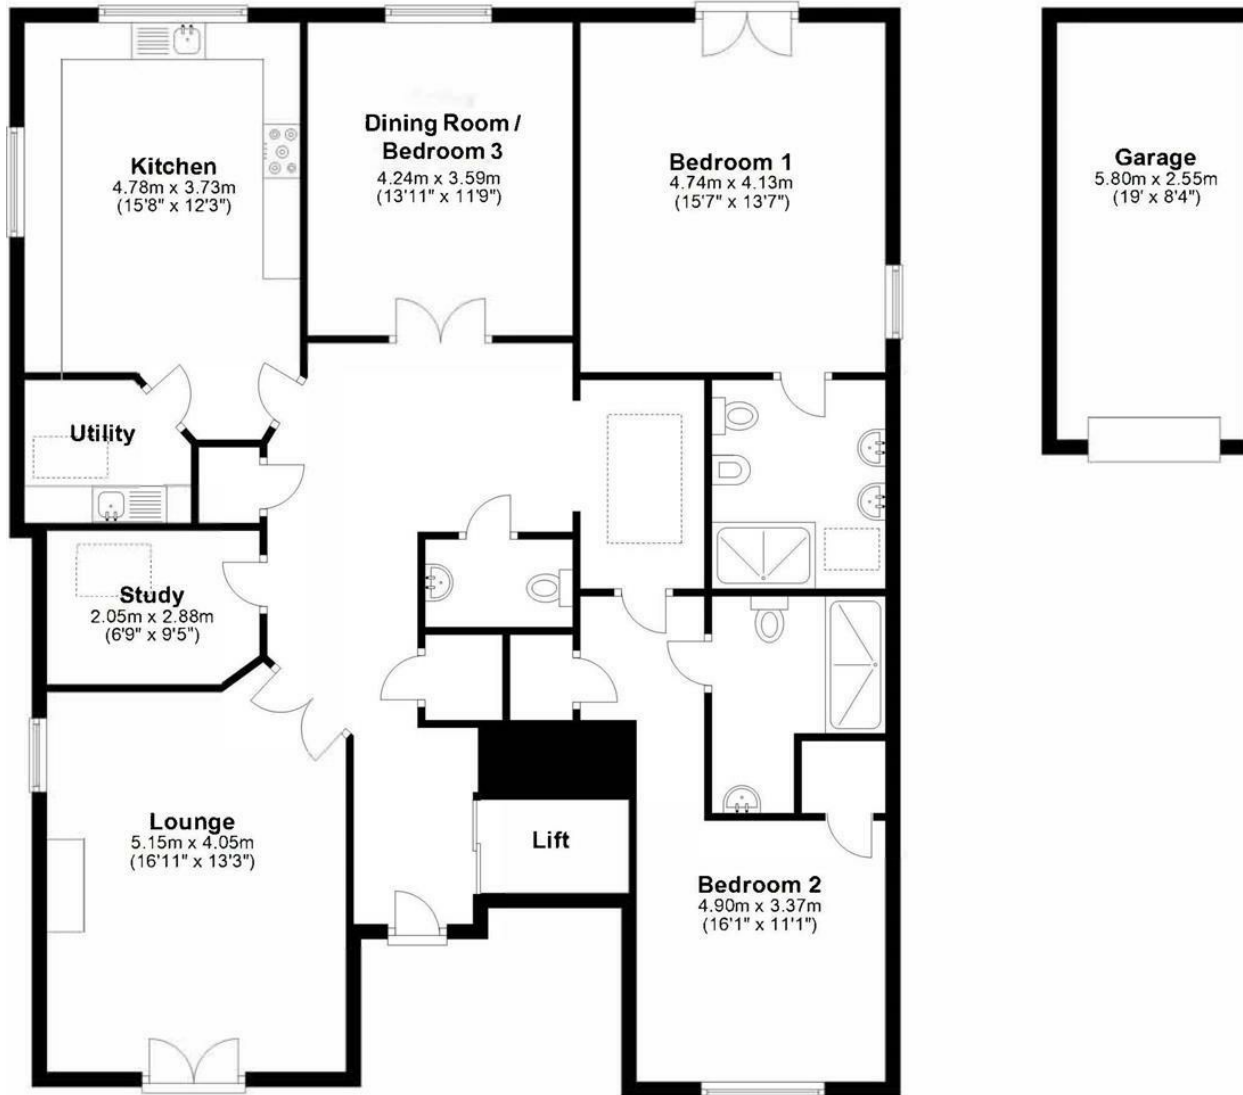 Kitchen
4.78m x 3.73m
(15'8" x 12'3")
Dining Room /
Bedroom 3
4.24m x 3.59m
(13'11" x 11'9")
Bedroom 1
4.74m x 4.13m
(15'7" x 13'7")
Garage
5.80m x 2.55m
(19' x 8'4")
Utility
Study
2.05m x 2.88m
(6'9" x 9'5")
Lounge
5.15m x 4.05m
(16'11" x 13'3")
Lift
Bedroom 2
4.90m x 3.37m
(16'1" x 11'1")